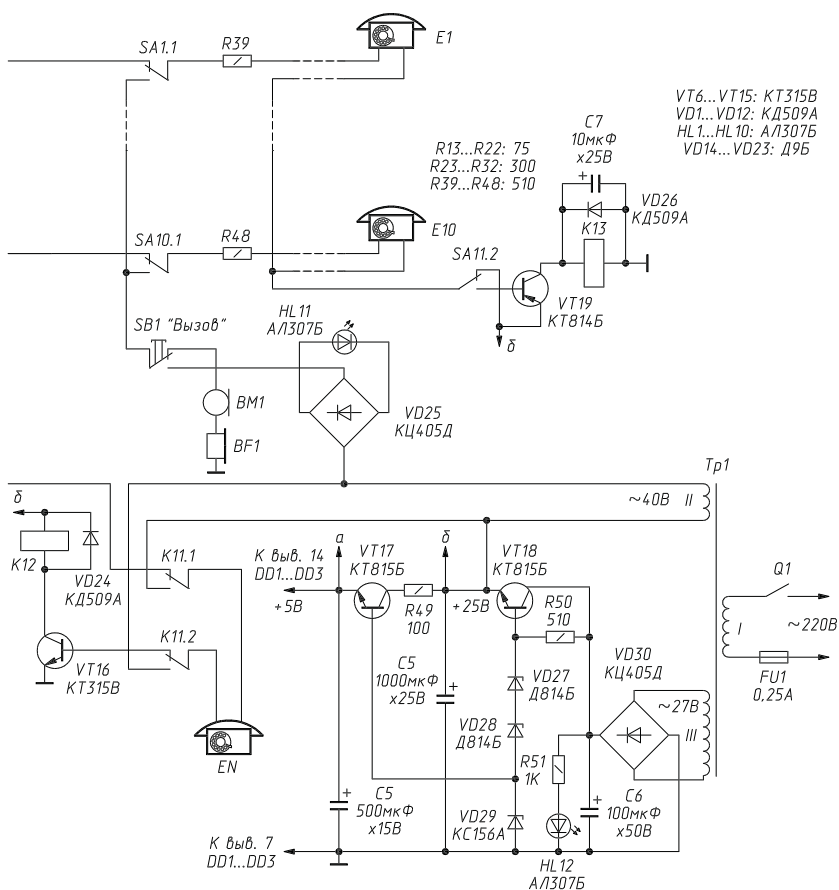 SA1.1
R39
E1
VT6...VT15: КТ315В
VD1...VD12: КД509А
HL1...HL10: АЛ307Б
VD14...VD23: Д9Б
C7
10мкФ
х25В
+
R13...R22: 75
R23...R32: 300
R39...R48: 510
VD26
КД509А
K13
SA10.1
R48
E10
SA11.2
VT19
КТ814Б
б
SB1 "Вызов"
HL11
АЛ307Б
BM1
BF1
VD25
КЦ405Д
Тр1
~40В II
б
K12
VD24
КД509А
K11.1
K11.2
VT16
КТ315В
EN
а
б
К выв. 14
DD1...DD3
+5В
VT17
КТ815Б
R49
100
+25В
VT18
КТ815Б
R50
510
Q1
I
~220В
FU1
0,25А
C5
1000мкФ
х25В
+
VD27
Д814Б
VD28
Д814Б
VD30
КЦ405Д
~27В
III
R51
1К
C5
500мкФ
х15В
+
VD29
КС156А
C6
100мкФ
х50В
+
К выв. 7
DD1...DD3
HL12
АЛ307Б